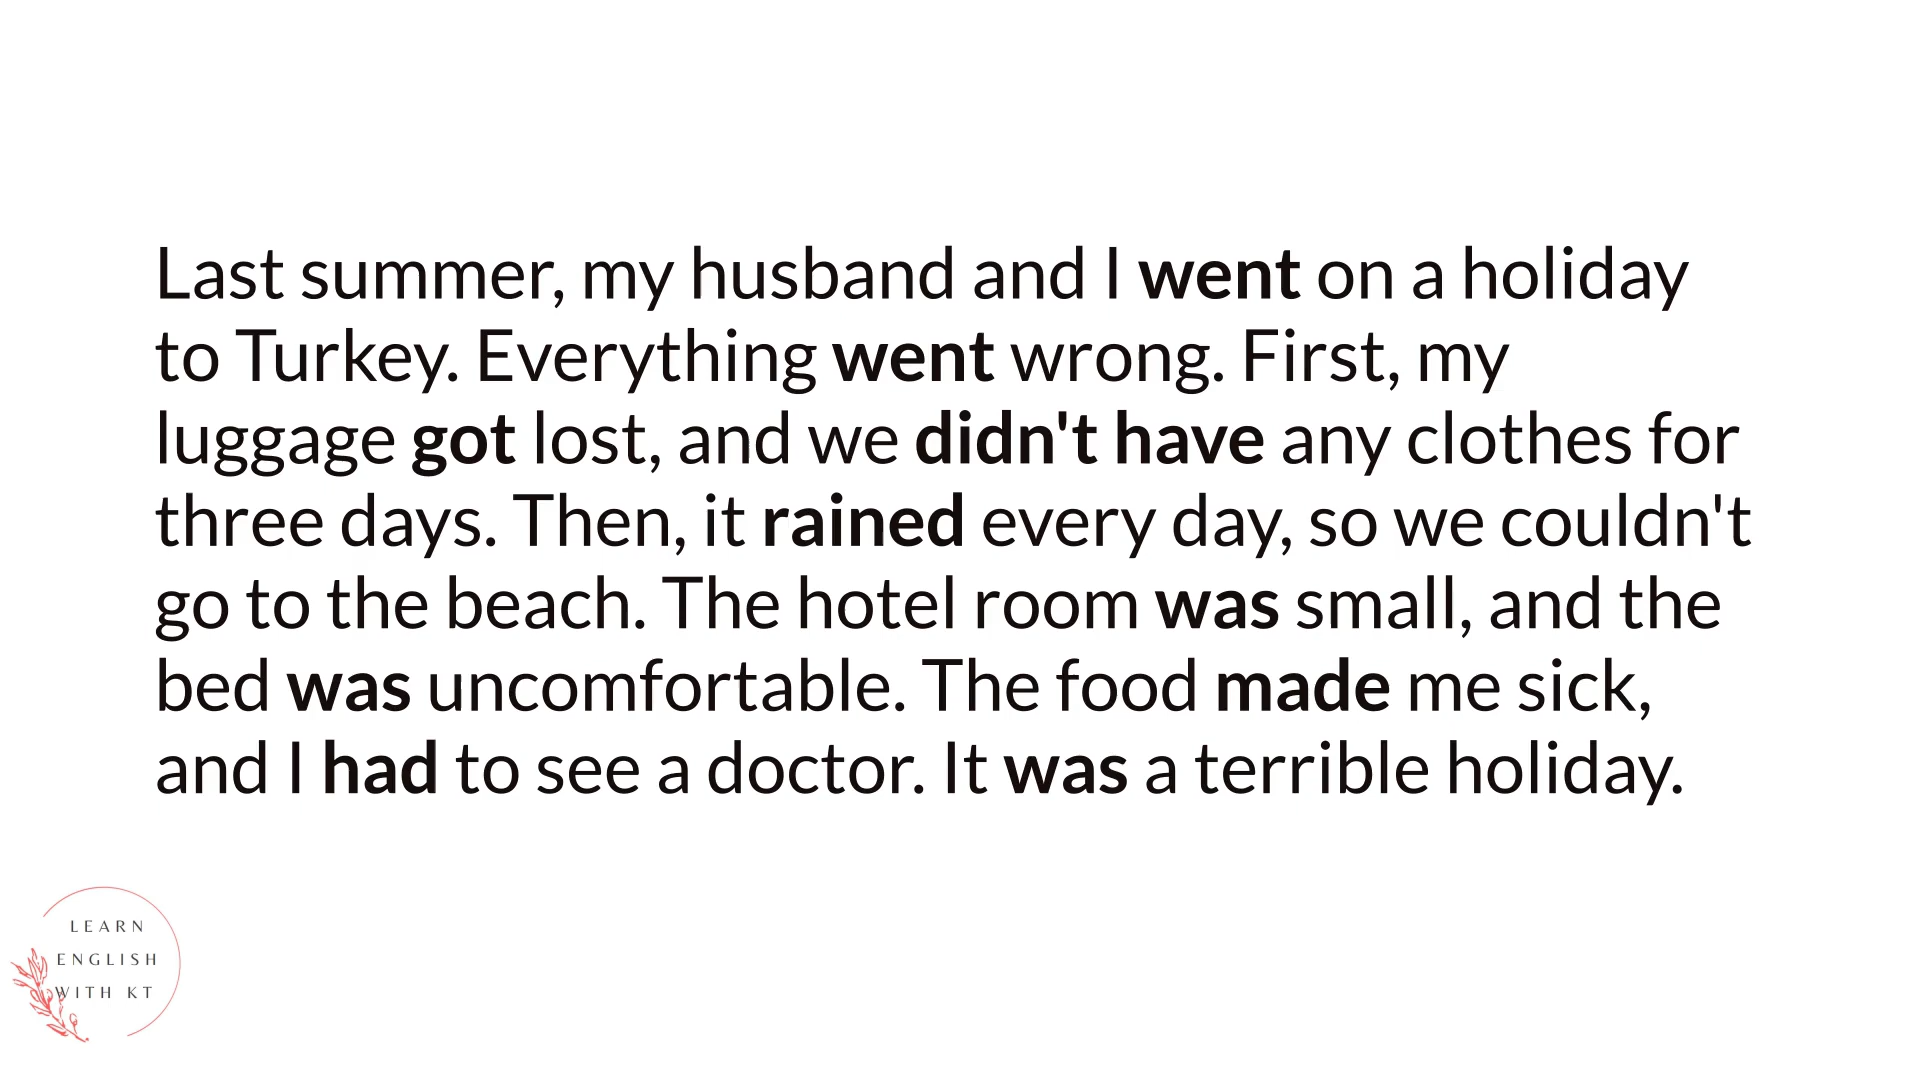 Last summer, my husband and I went on a holiday
to Turkey. Everything went wrong. First, my
luggage got lost, and we didn't have any clothes for
three days. Then, it rained every day, so we couldn't
go to the beach. The hotel room was small, and the
bed was uncomfortable. The food made me sick,
and I had to see a doctor. It was a terrible holiday.
LEARN
ENGLISH
WITH KT